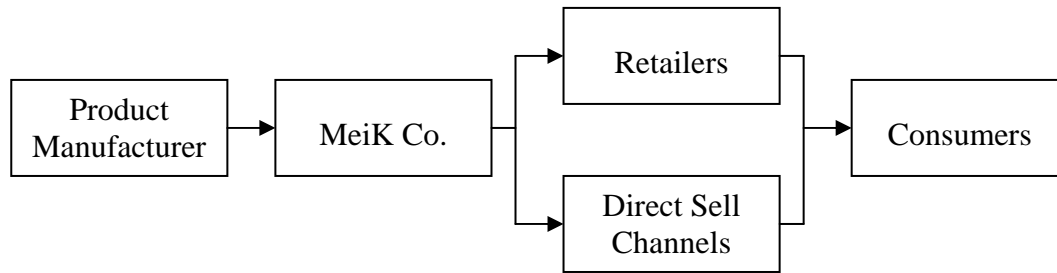 Product
Manufacturer
MeiK Co.
Retailers
Direct Sell
Channels
Consumers